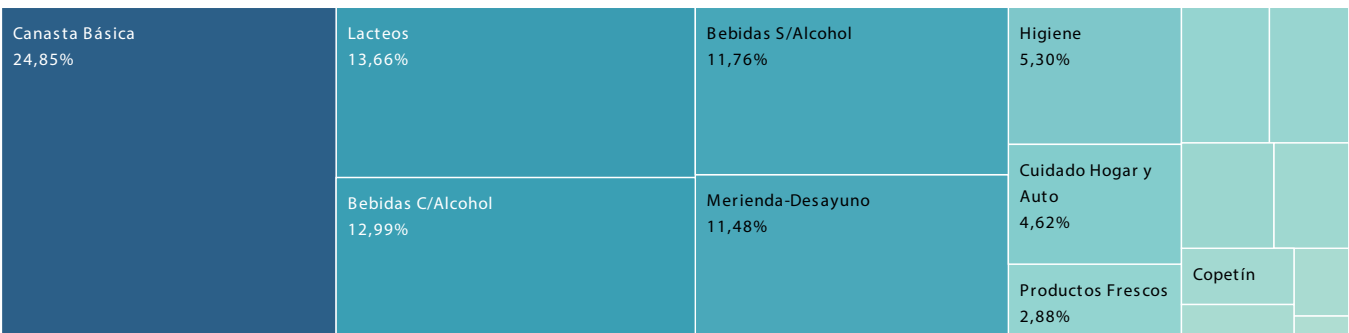 Canasta Básica
24,85%
Lacteos
13,66%
Bebidas C/Alcohol
12,99%
Bebidas S/Alcohol
11,76%
Merienda-Desayuno
11,48%
Higiene
5,30%
Cuidado Hogar y
Auto
4,62%
Productos Frescos
2,88%
Copetín